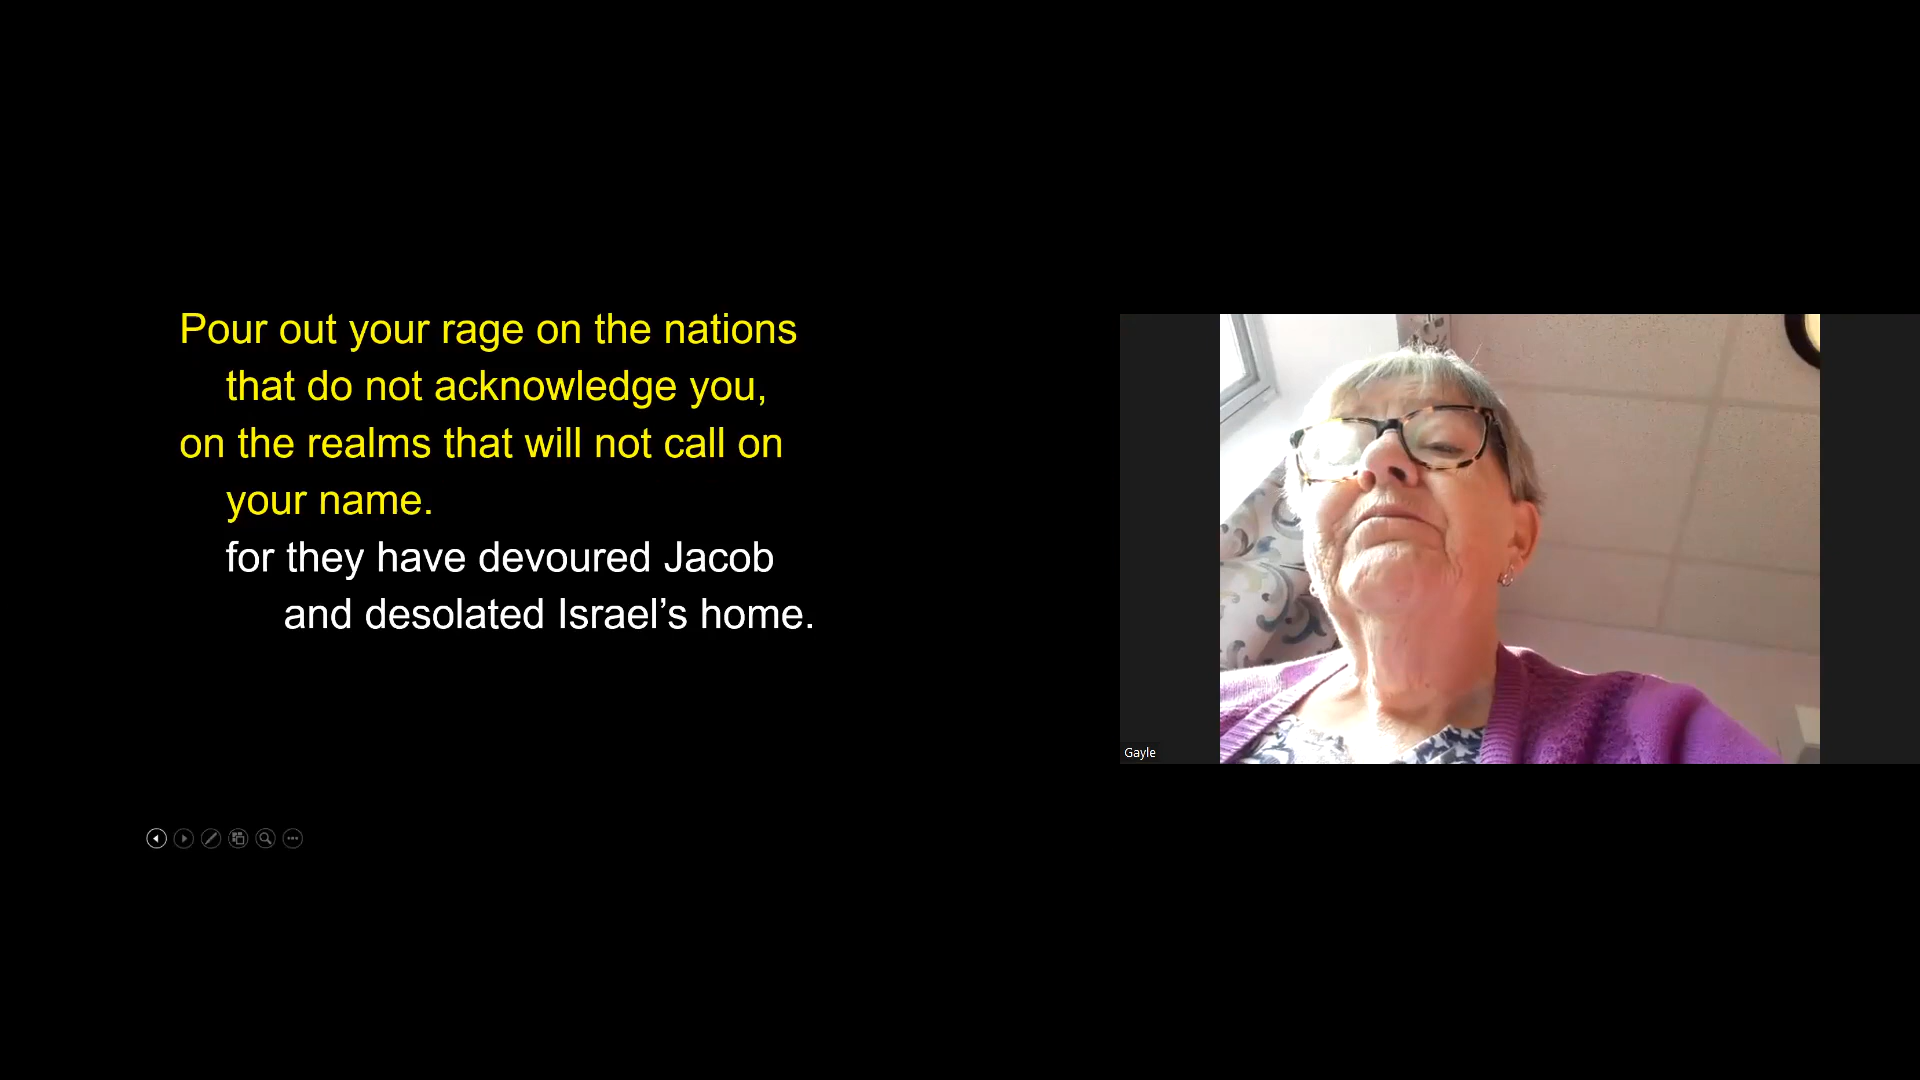 Pour out your rage on the nations
that do not acknowledge you,
on the realms that will not call on
your name.
for they have devoured Jacob
and desolated Israel’s home.
Gayle